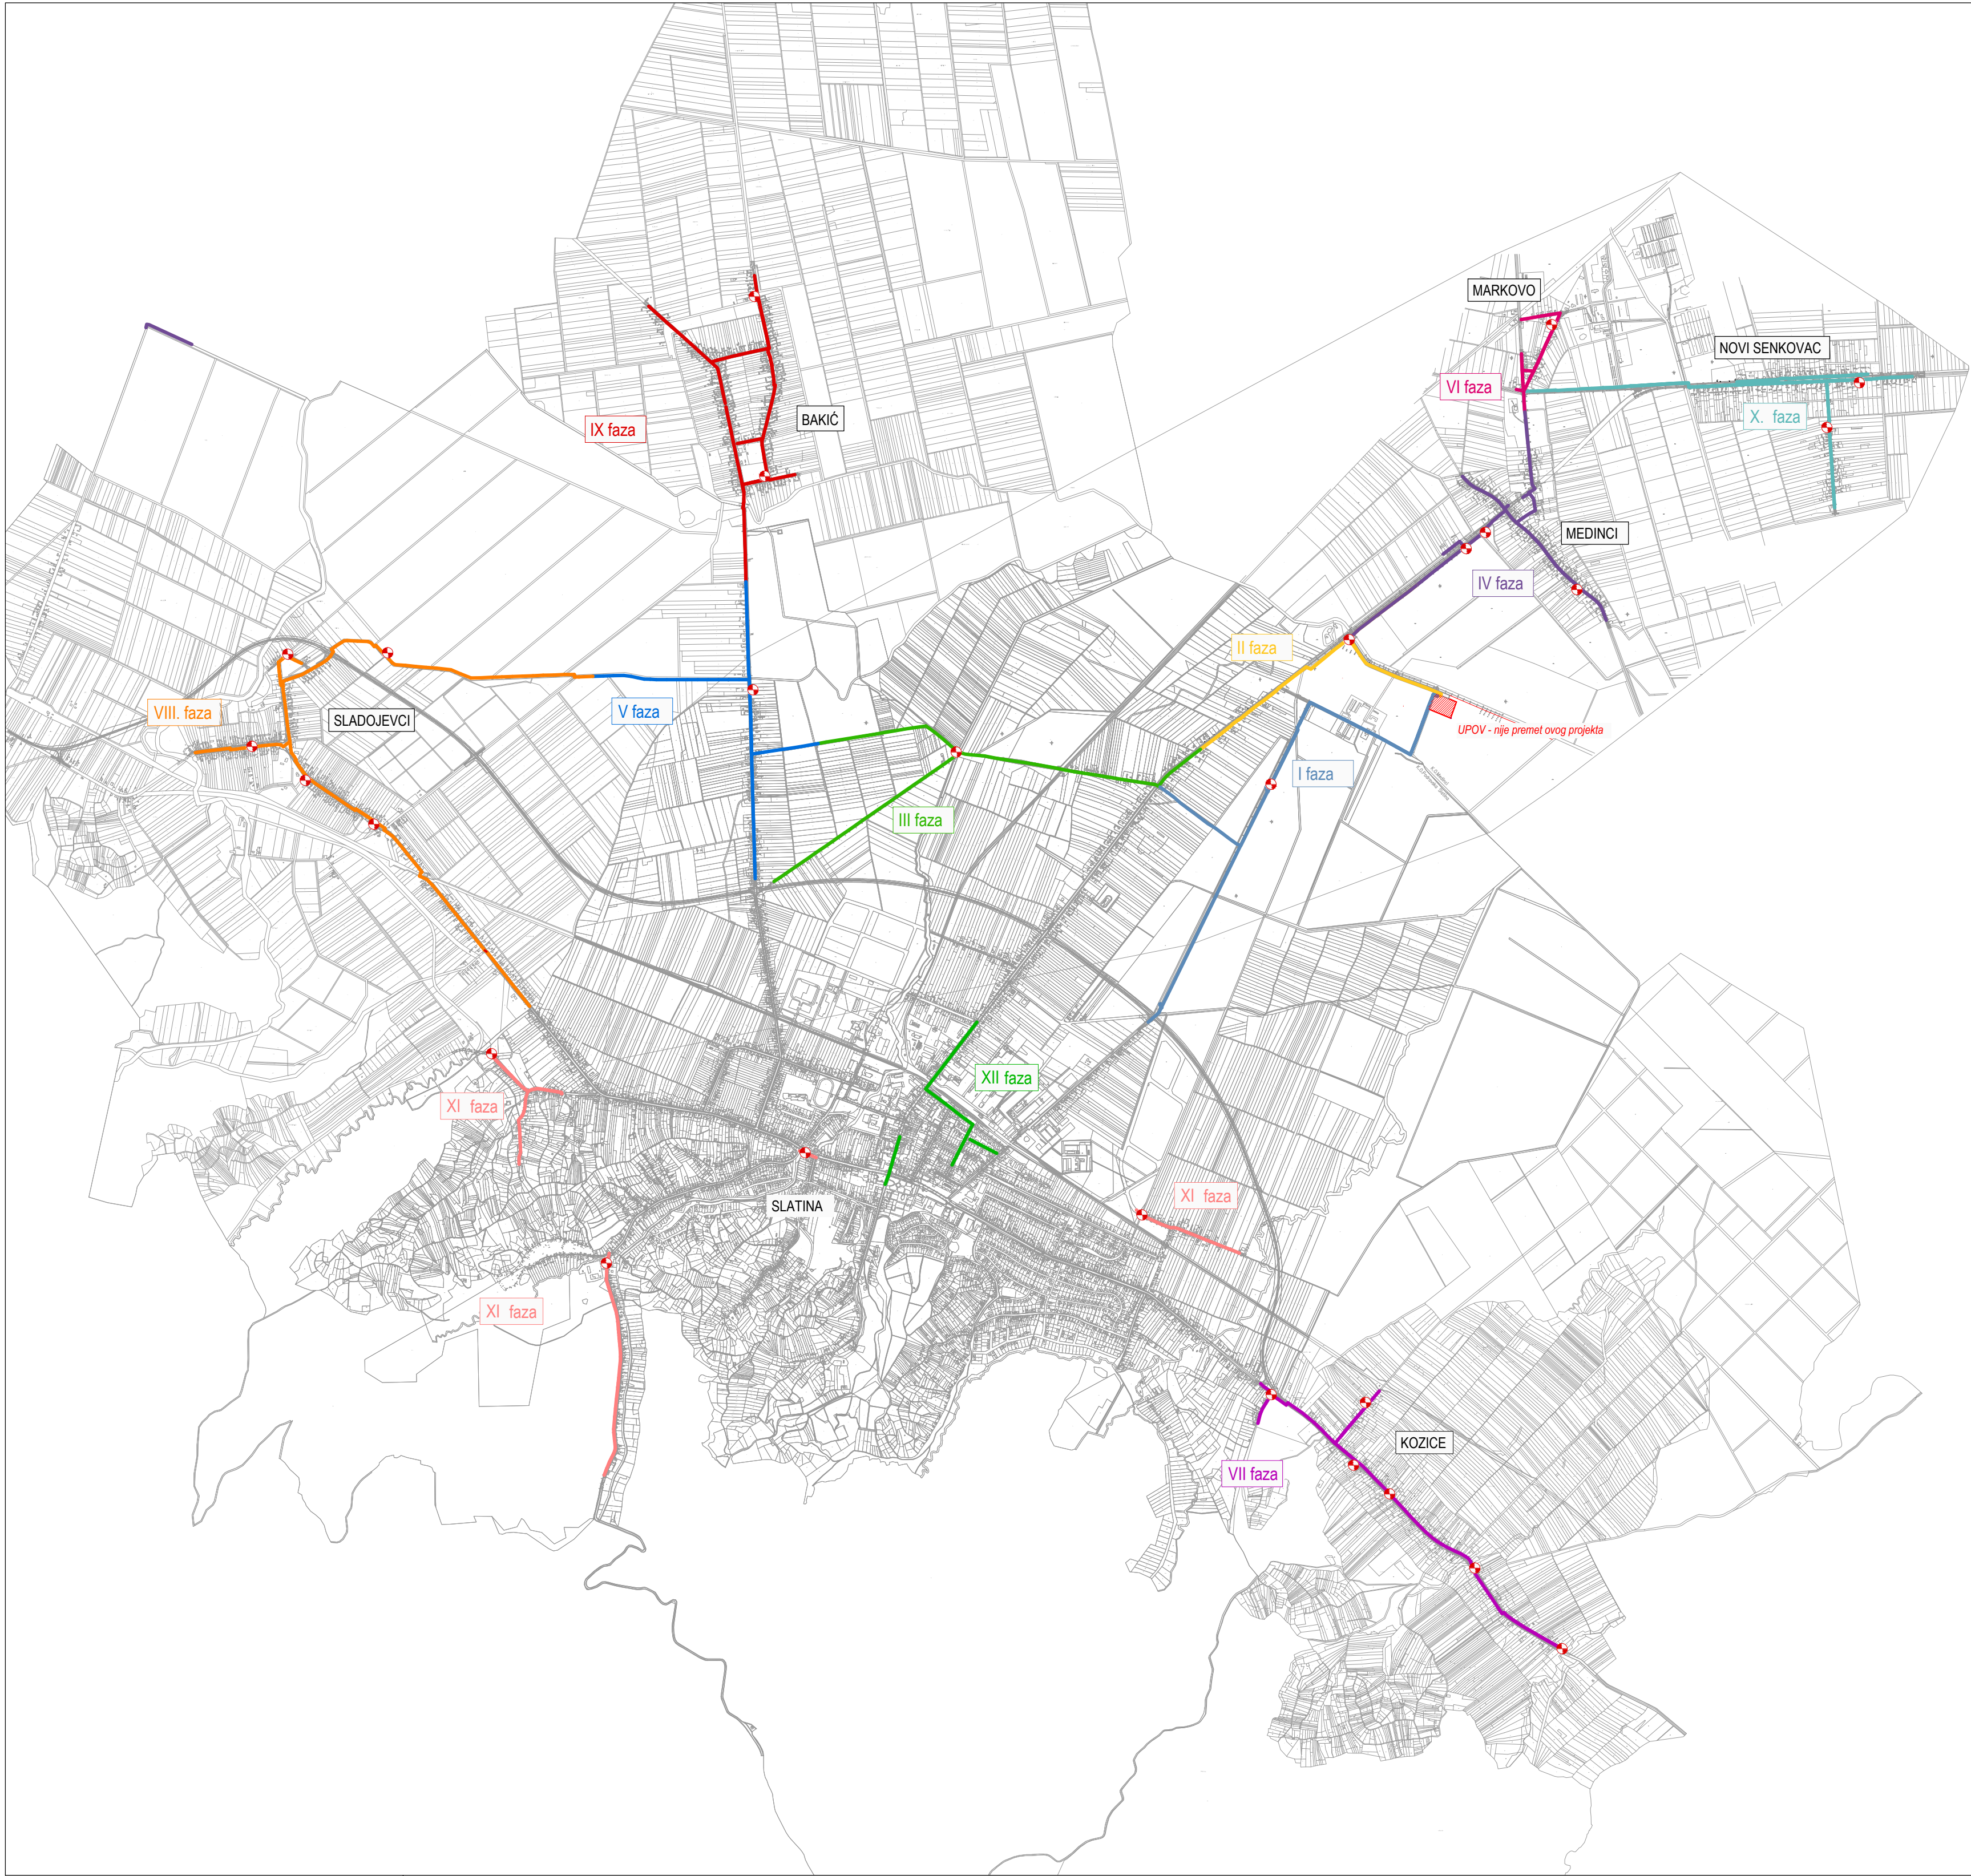 MARKOVO
NOVI SENKOVAC
VI faza
X. faza
BAKIĆ
IX faza
MEDINCI
IV faza
II faza
VIII. faza
SLADOJEVCI
V faza
UPOV - nije premet ovog projekta
I faza
III faza
XII faza
XI faza
XI faza
SLATINA
XI faza
KOZICE
VII faza